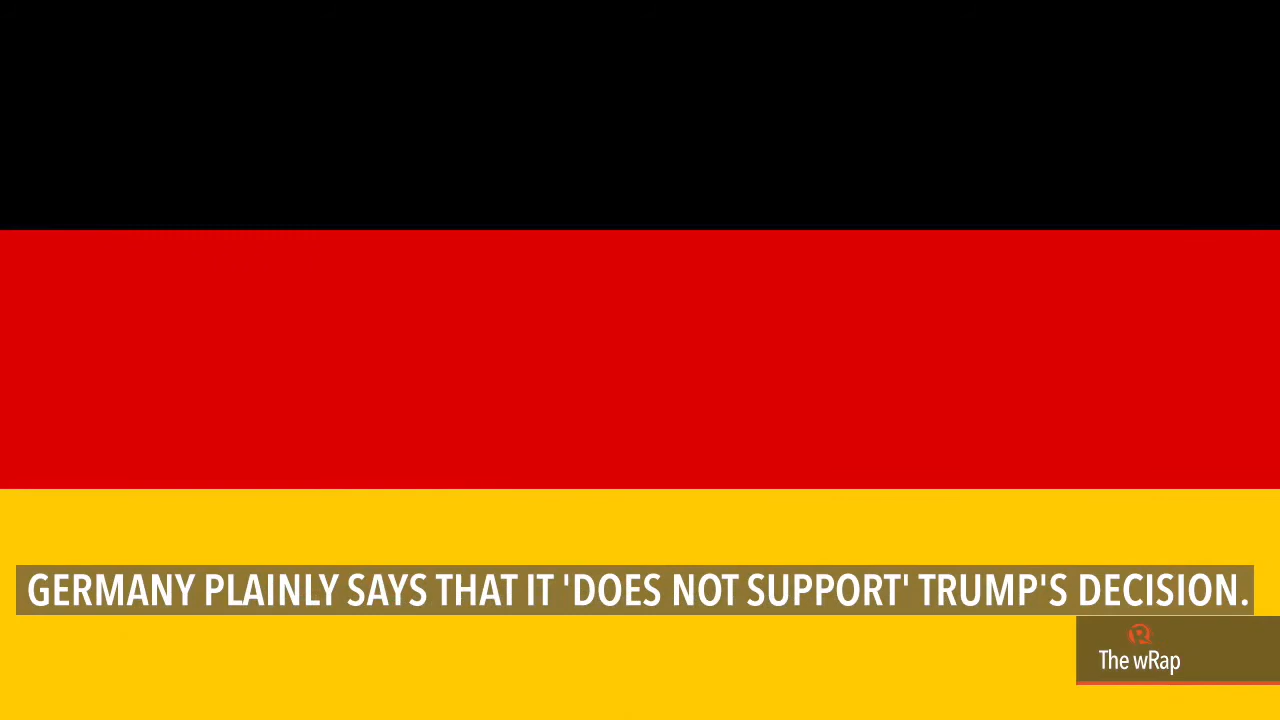 GERMANY PLAINLY SAYS THAT IT 'DOES NOT SUPPORT' TRUMP'S DECISION.
The wRap